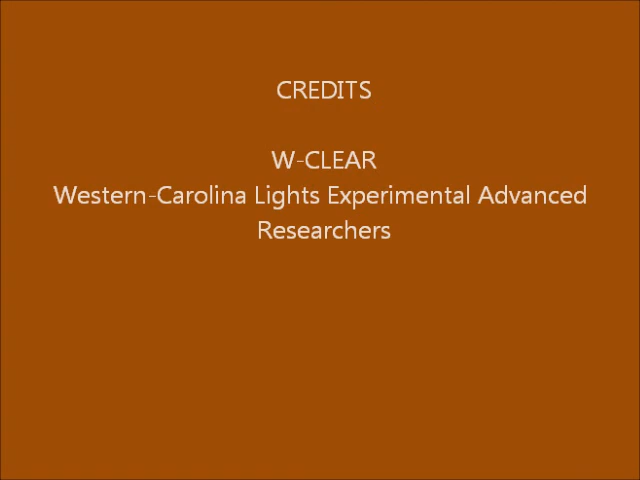 CREDITS
W-CLEAR
Western-Carolina Lights Experimental Advanced
Researchers